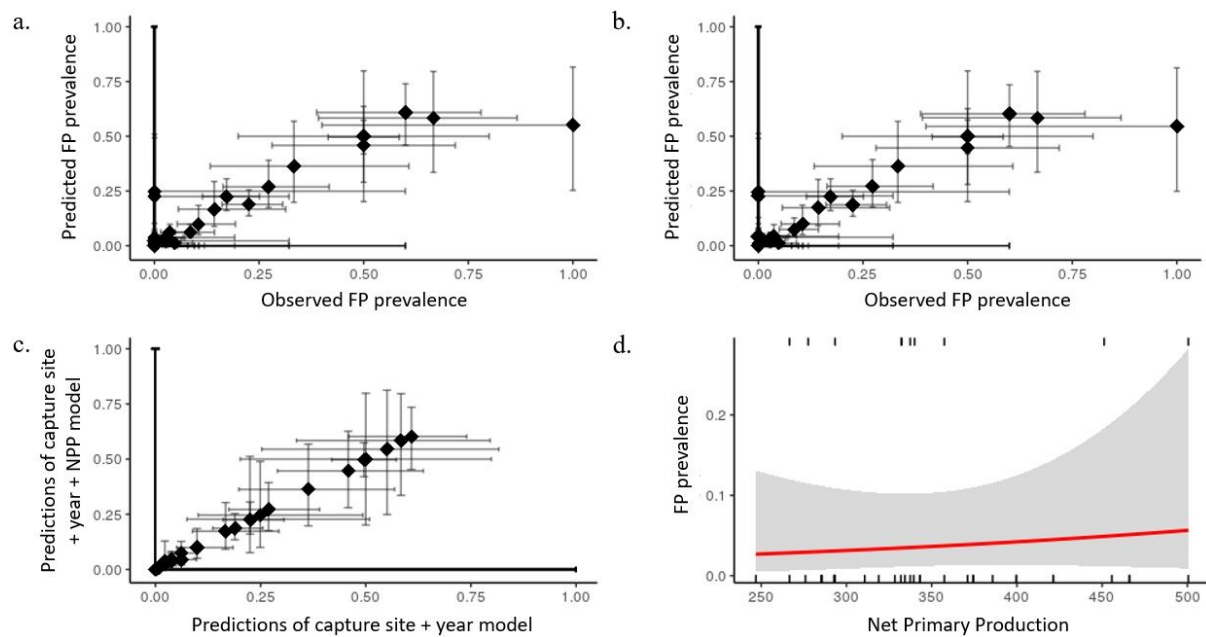 a.
1.00
0.75
0.50
0.25
0.00
Predicted FP prevalence
0.00 0.25 0.50 0.75 1.00
Observed FP prevalence
b.
1.00
0.75
0.50
0.25
0.00
Predicted FP prevalence
0.00 0.25 0.50 0.75 1.00
Observed FP prevalence
c.
1.00
0.75
0.50
0.25
0.00
Predictions of capture site
+ year + NPP model
0.00 0.25 0.50 0.75 1.00
Predictions of capture site + year model
d.
0.2
0.1
0.0
FP prevalence
250 300 350 400 450 500
Net Primary Production